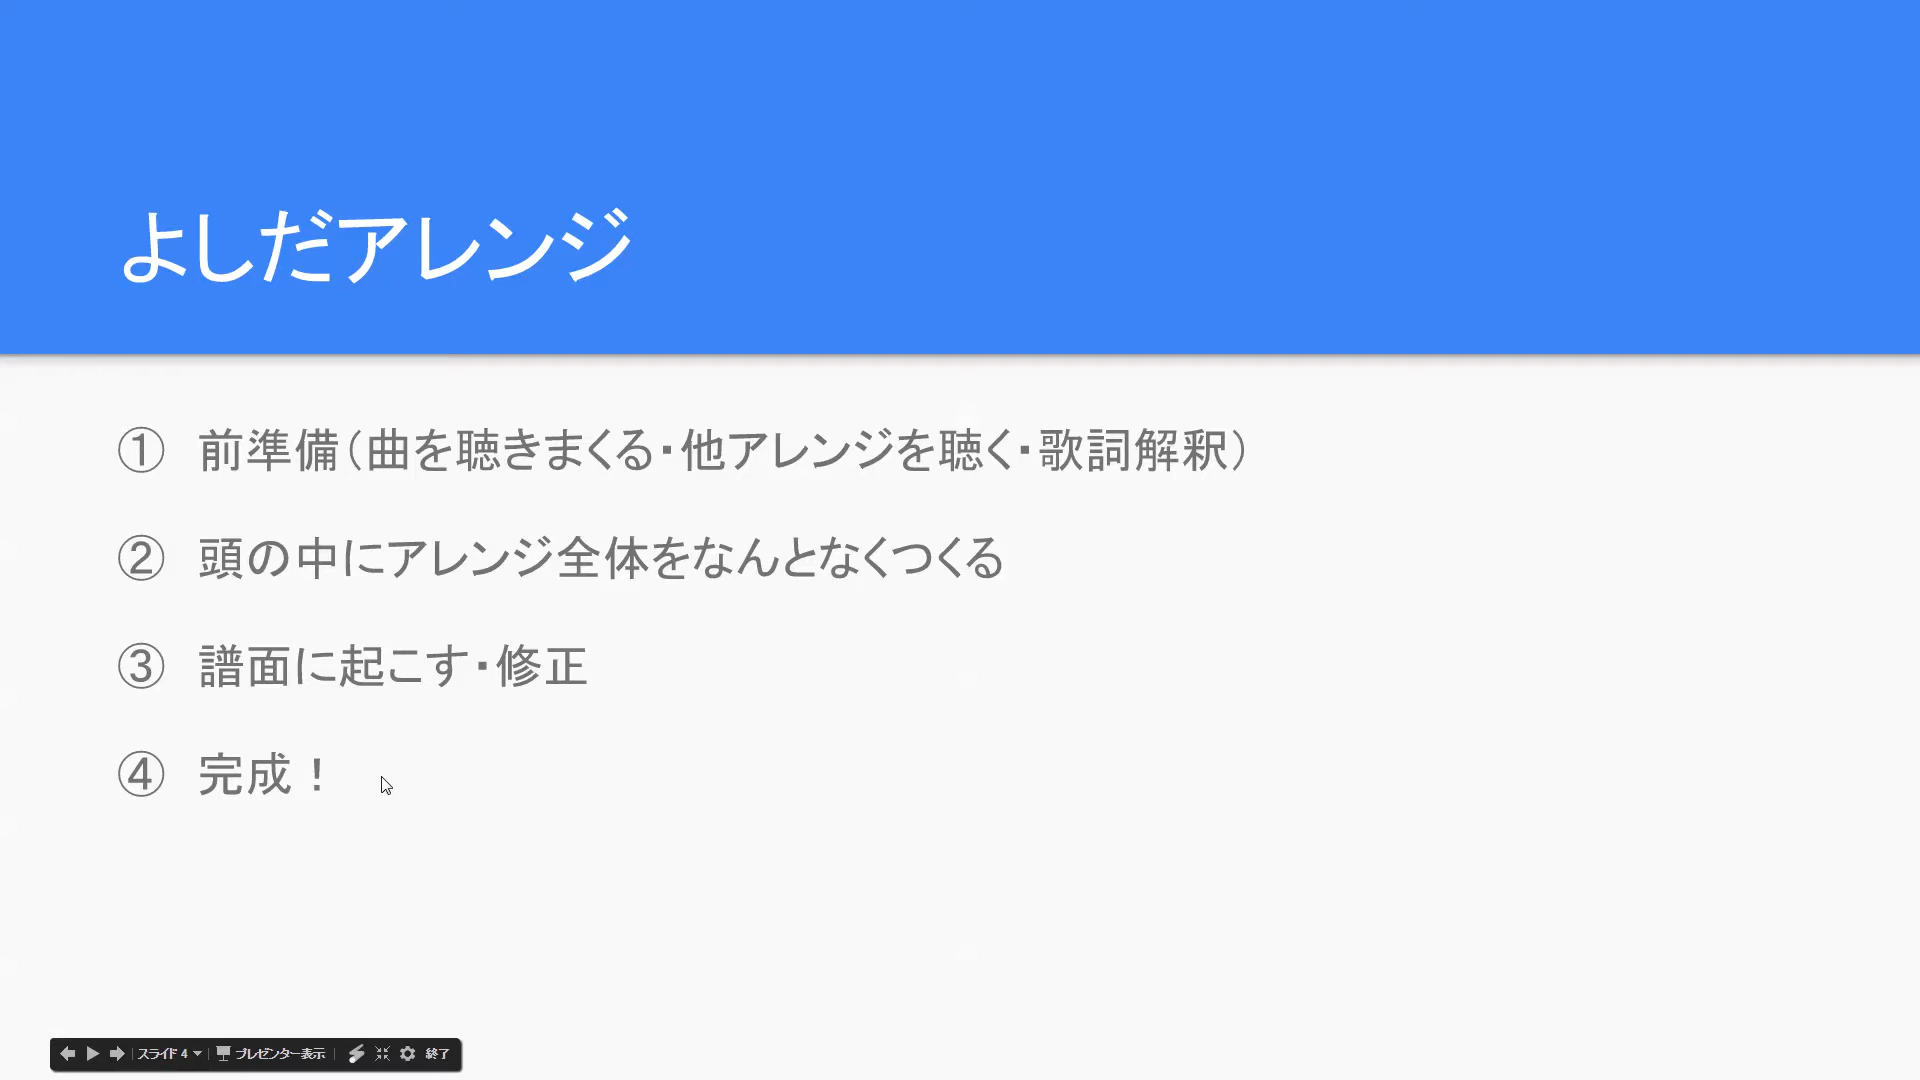 よしだアレンジ
① 前準備（曲を聴きまくる・他アレンジを聴く・歌詞解釈）
② 頭の中にアレンジ全体をなんとなくつくる
③ 譜面に起こす・修正
④ 完成！
スライド 4 プレゼンター表示 終了